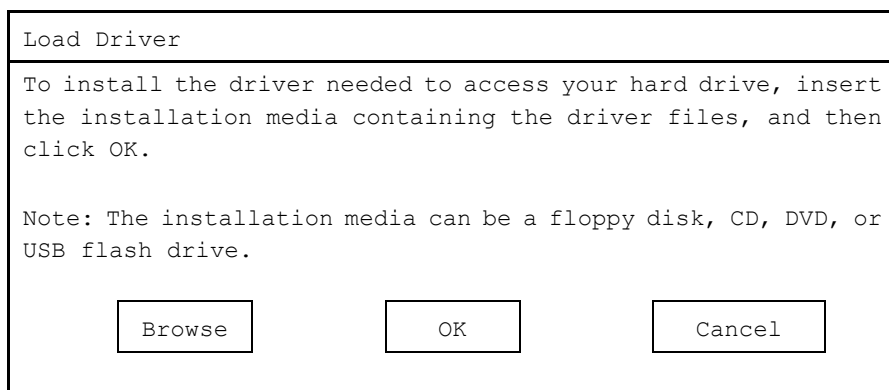 Load Driver
To install the driver needed to access your hard drive, insert
the installation media containing the driver files, and then
click OK.
Note: The installation media can be a floppy disk, CD, DVD, or
USB flash drive.
Browse
OK
Cancel